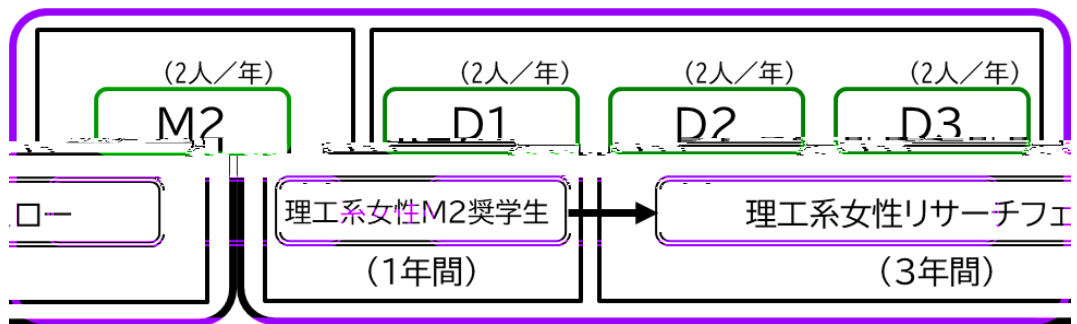 (2人/年) (2人/年) (2人/年) (2人/年)
M2 D1 D2 D3
ロー 理工系女性M2奨学生 理工系女性リサーチフェ
(1年間) (3年間)